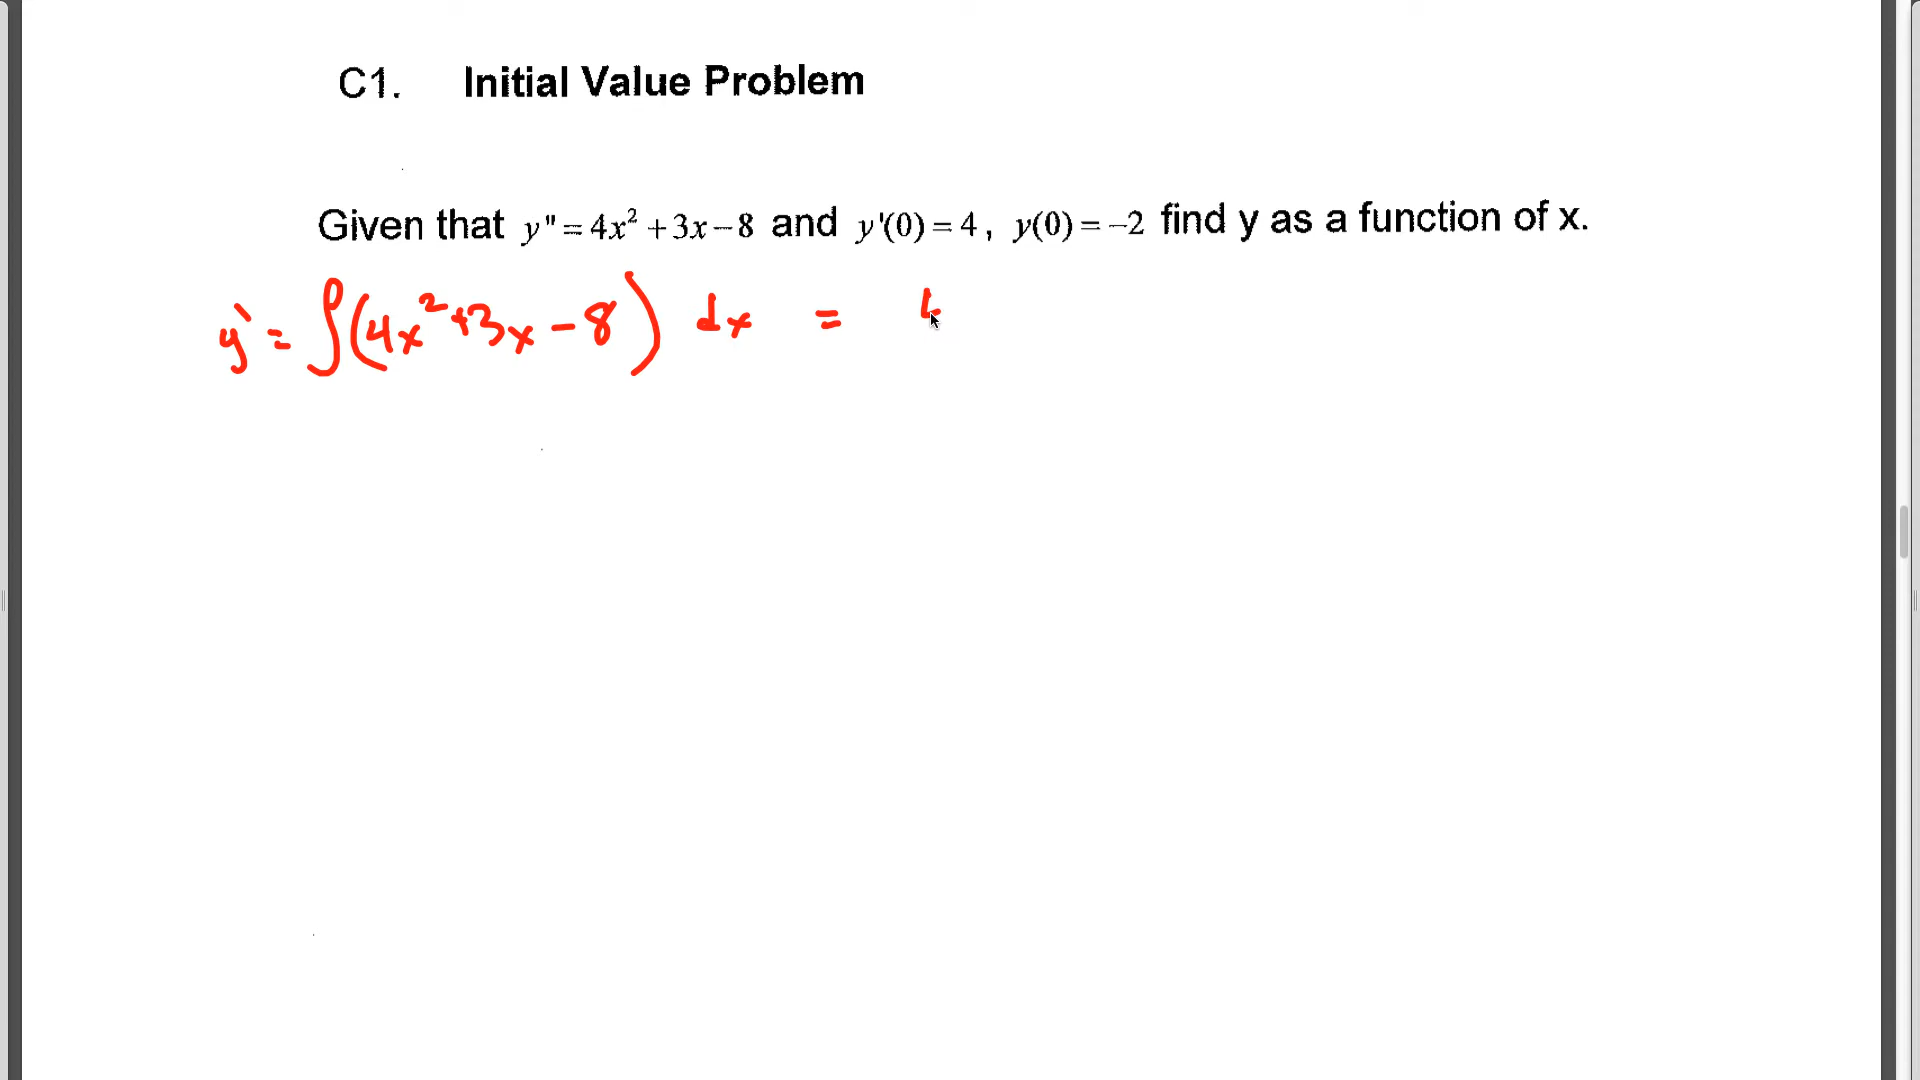 C1. Initial Value Problem
Given that y" = 4x² + 3x − 8 and y'(0) = 4, y(0) = −2 find y as a function of x.
y' = ∫(4x² + 3x − 8) dx =